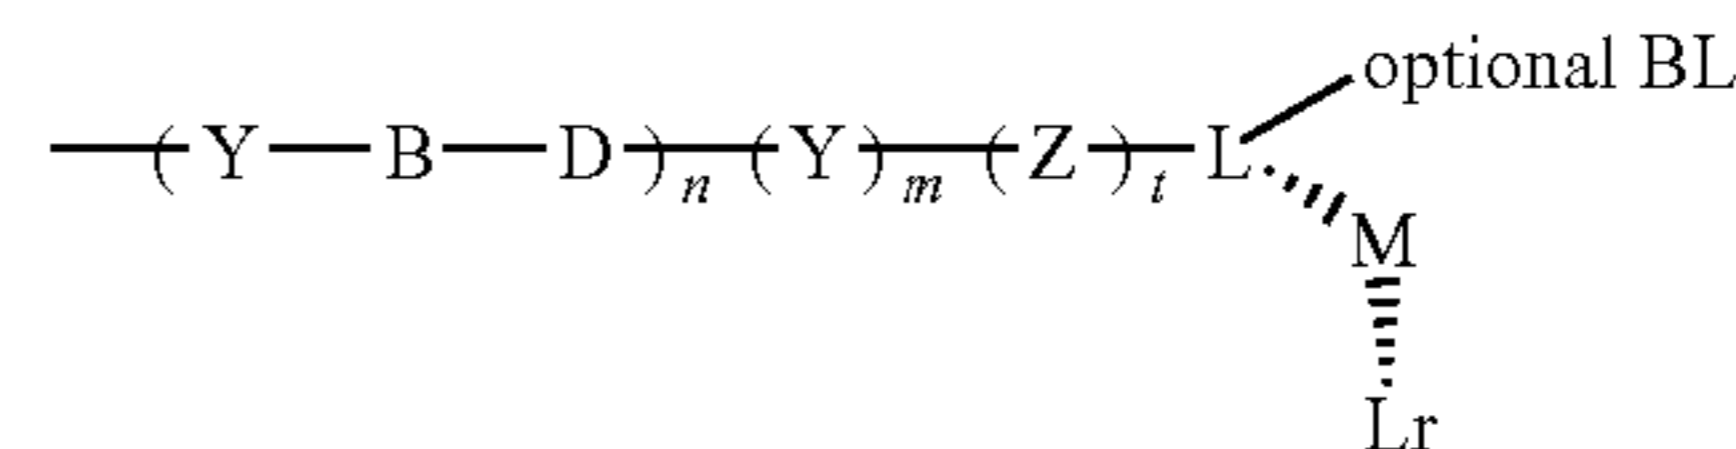 optional BL
( Y — B — D )n ( Y )m ( Z )t — L
M
Lr